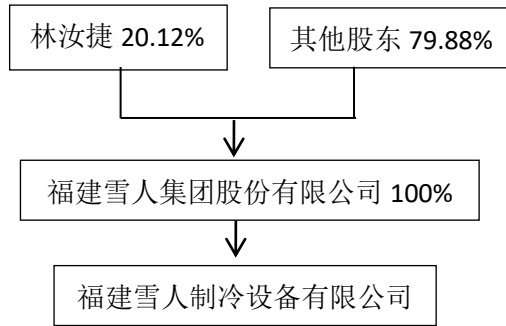 林汝捷 20.12%
其他股东 79.88%
福建雪人集团股份有限公司 100%
福建雪人制冷设备有限公司